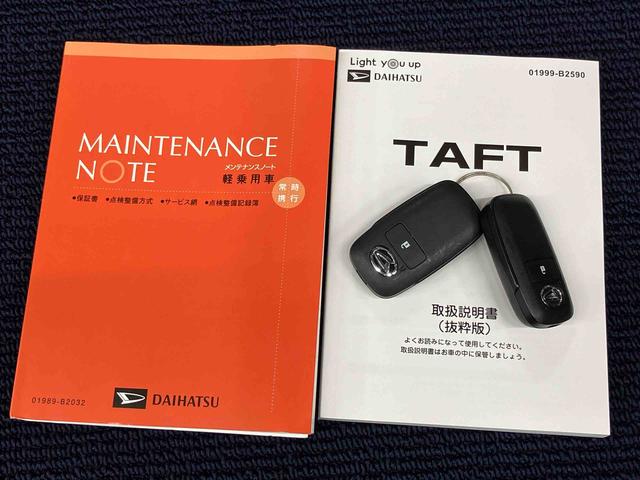 MAINTENANCE
NOTE
メンテナンスノート
軽乗用車
常時
携行
●保証書 ●点検整備方式 ●サービス網 ●点検整備記録簿
01989-B2032
DAIHATSU
Light you up
DAIHATSU
01999-B2590
TAFT
取扱説明書
（抜粋版）
よくお読みになって使用してください。
取扱説明書はお車の中に保管しましょう。